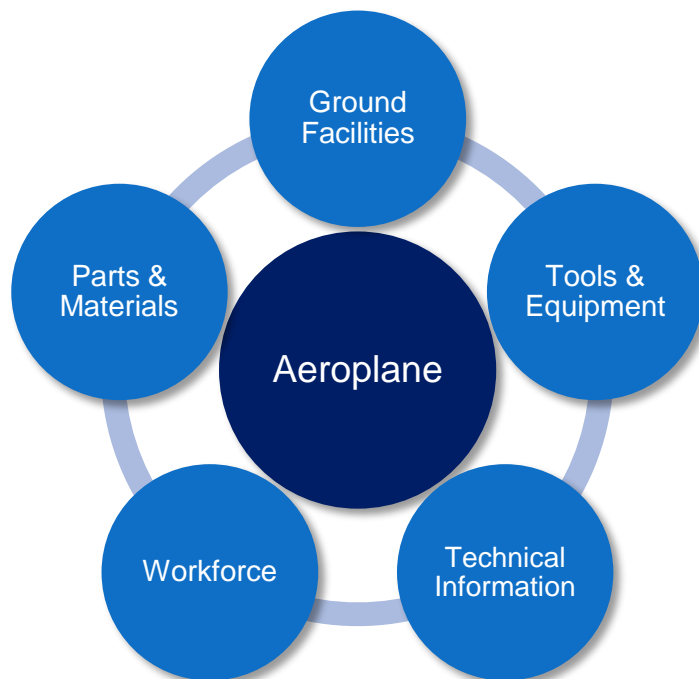 Ground
Facilities
Parts &
Materials
Tools &
Equipment
Aeroplane
Workforce
Technical
Information